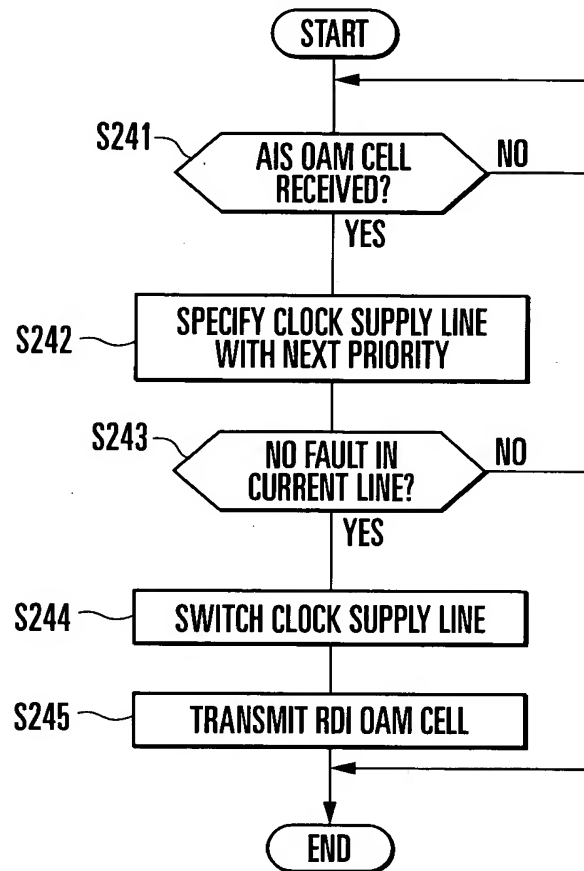 START
S241
AIS OAM CELL
RECEIVED?
NO
YES
S242
SPECIFY CLOCK SUPPLY LINE
WITH NEXT PRIORITY
S243
NO FAULT IN
CURRENT LINE?
NO
YES
S244
SWITCH CLOCK SUPPLY LINE
S245
TRANSMIT RDI OAM CELL
END